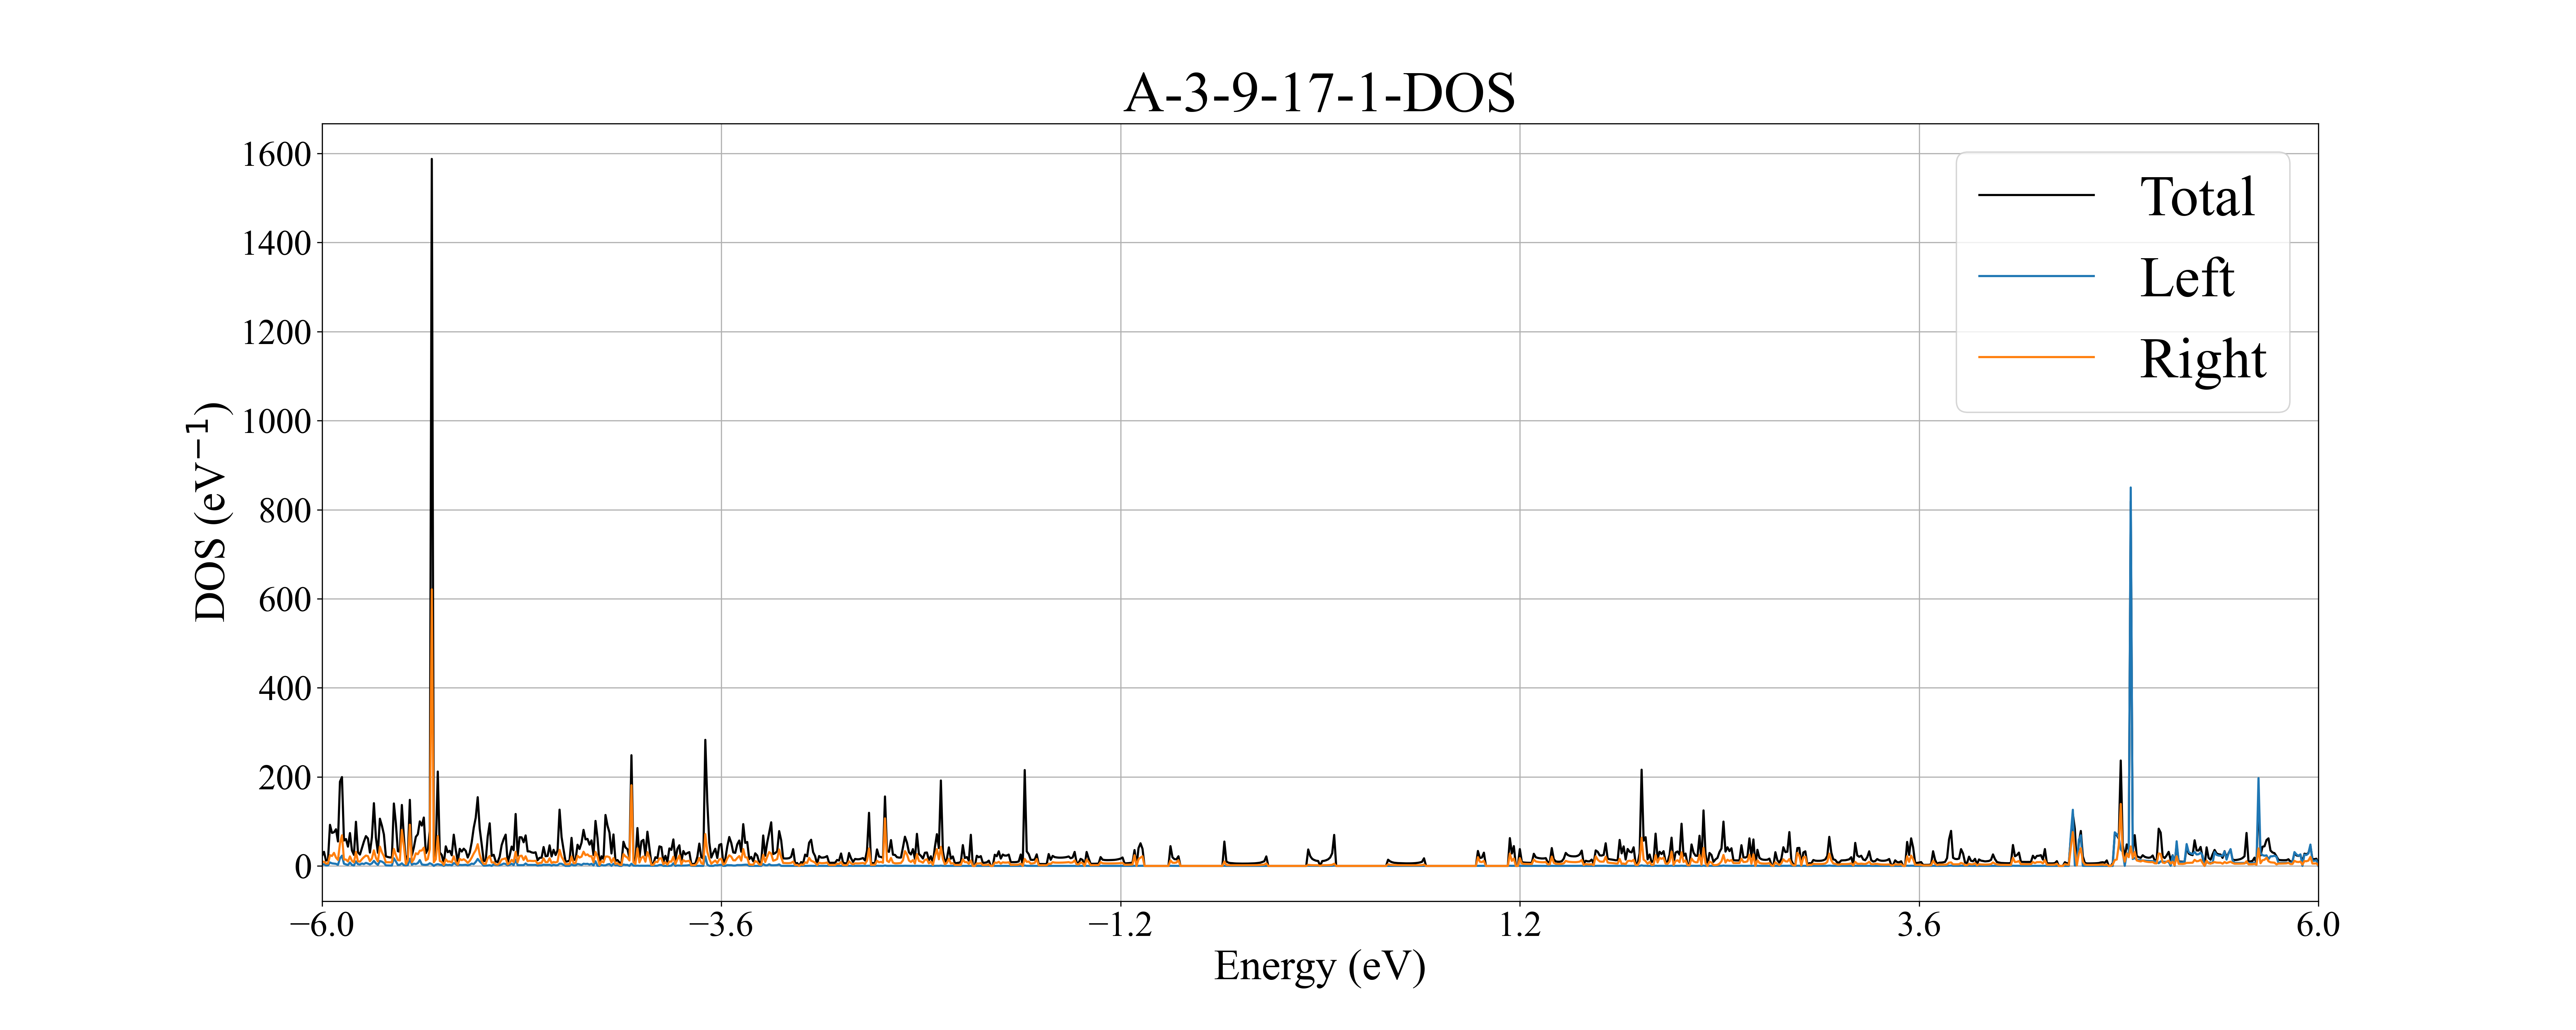 A-3-9-17-1-DOS
1600
1400
1200
1000
800
600
400
200
0
DOS (eV⁻¹)
Total
Left
Right
−6.0 −3.6 −1.2 1.2 3.6 6.0
Energy (eV)